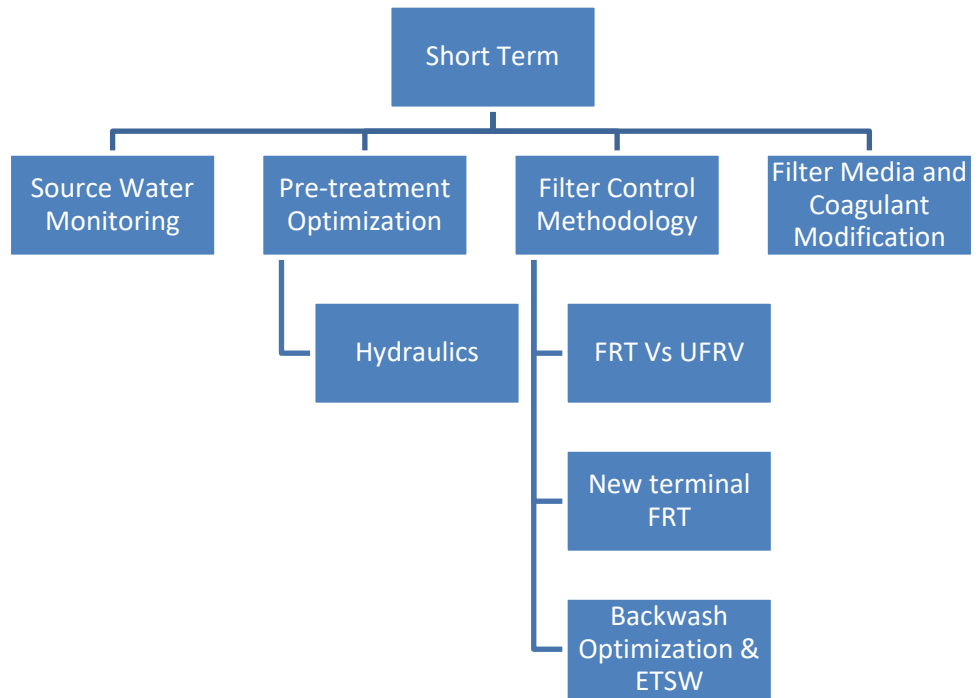 Short Term
Source Water
Monitoring
Pre-treatment
Optimization
Filter Control
Methodology
Filter Media and
Coagulant
Modification
Hydraulics
FRT Vs UFRV
New terminal
FRT
Backwash
Optimization &
ETSW